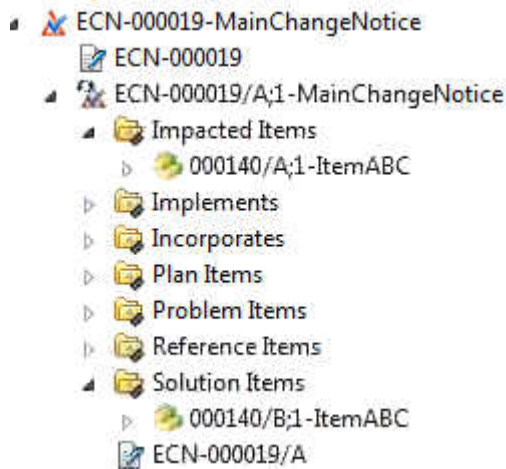 ECN-000019-MainChangeNotice
ECN-000019
ECN-000019/A;1-MainChangeNotice
Impacted Items
000140/A;1-ItemABC
Implements
Incorporates
Plan Items
Problem Items
Reference Items
Solution Items
000140/B;1-ItemABC
ECN-000019/A